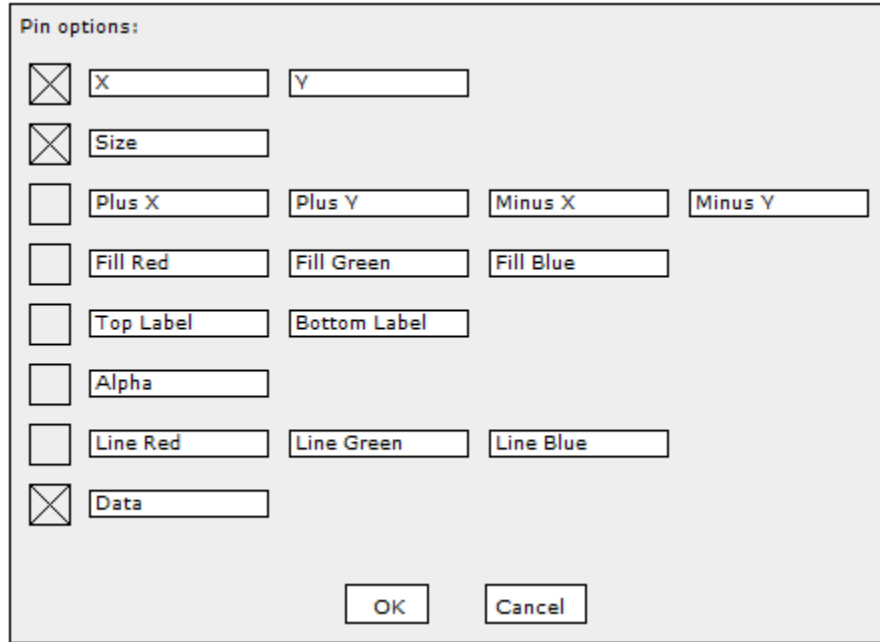 Pin options:
X Y
Size
Plus X Plus Y Minus X Minus Y
Fill Red Fill Green Fill Blue
Top Label Bottom Label
Alpha
Line Red Line Green Line Blue
Data
OK Cancel